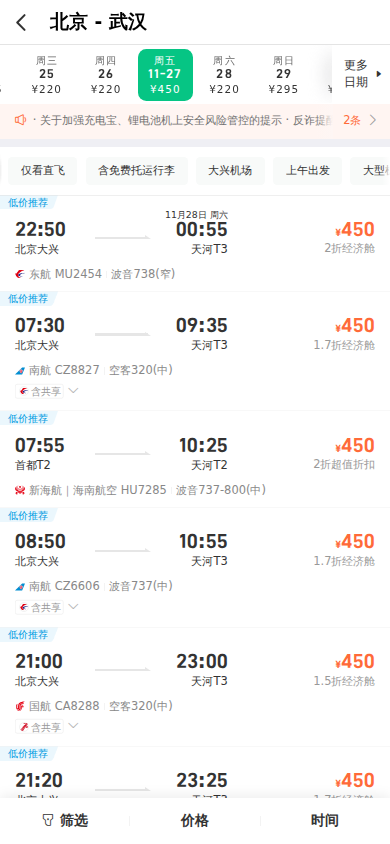 北京 - 武汉
周三 周四 周五 周六 周日
25 26 11-27 28 29
¥220 ¥220 ¥450 ¥220 ¥295
更多
日期
· 关于加强充电宝、锂电池机上安全风险管控的提示 · 反诈提 2条
仅看直飞 含免费托运行李 大兴机场 上午出发 大型
低价推荐
11月28日 周六
22:50 00:55 ¥450
北京大兴 天河T3 2折经济舱
东航 MU2454 波音738(窄)
低价推荐
07:30 09:35 ¥450
北京大兴 天河T3 1.7折经济舱
南航 CZ8827 空客320(中)
含共享
低价推荐
07:55 10:25 ¥450
首都T2 天河T2 2折超值折扣
新海航｜海南航空 HU7285 波音737-800(中)
低价推荐
08:50 10:55 ¥450
北京大兴 天河T3 1.7折经济舱
南航 CZ6606 波音737(中)
含共享
低价推荐
21:00 23:00 ¥450
北京大兴 天河T3 1.5折经济舱
国航 CA8288 空客320(中)
含共享
低价推荐
21:20 23:25 ¥450
筛选 价格 时间